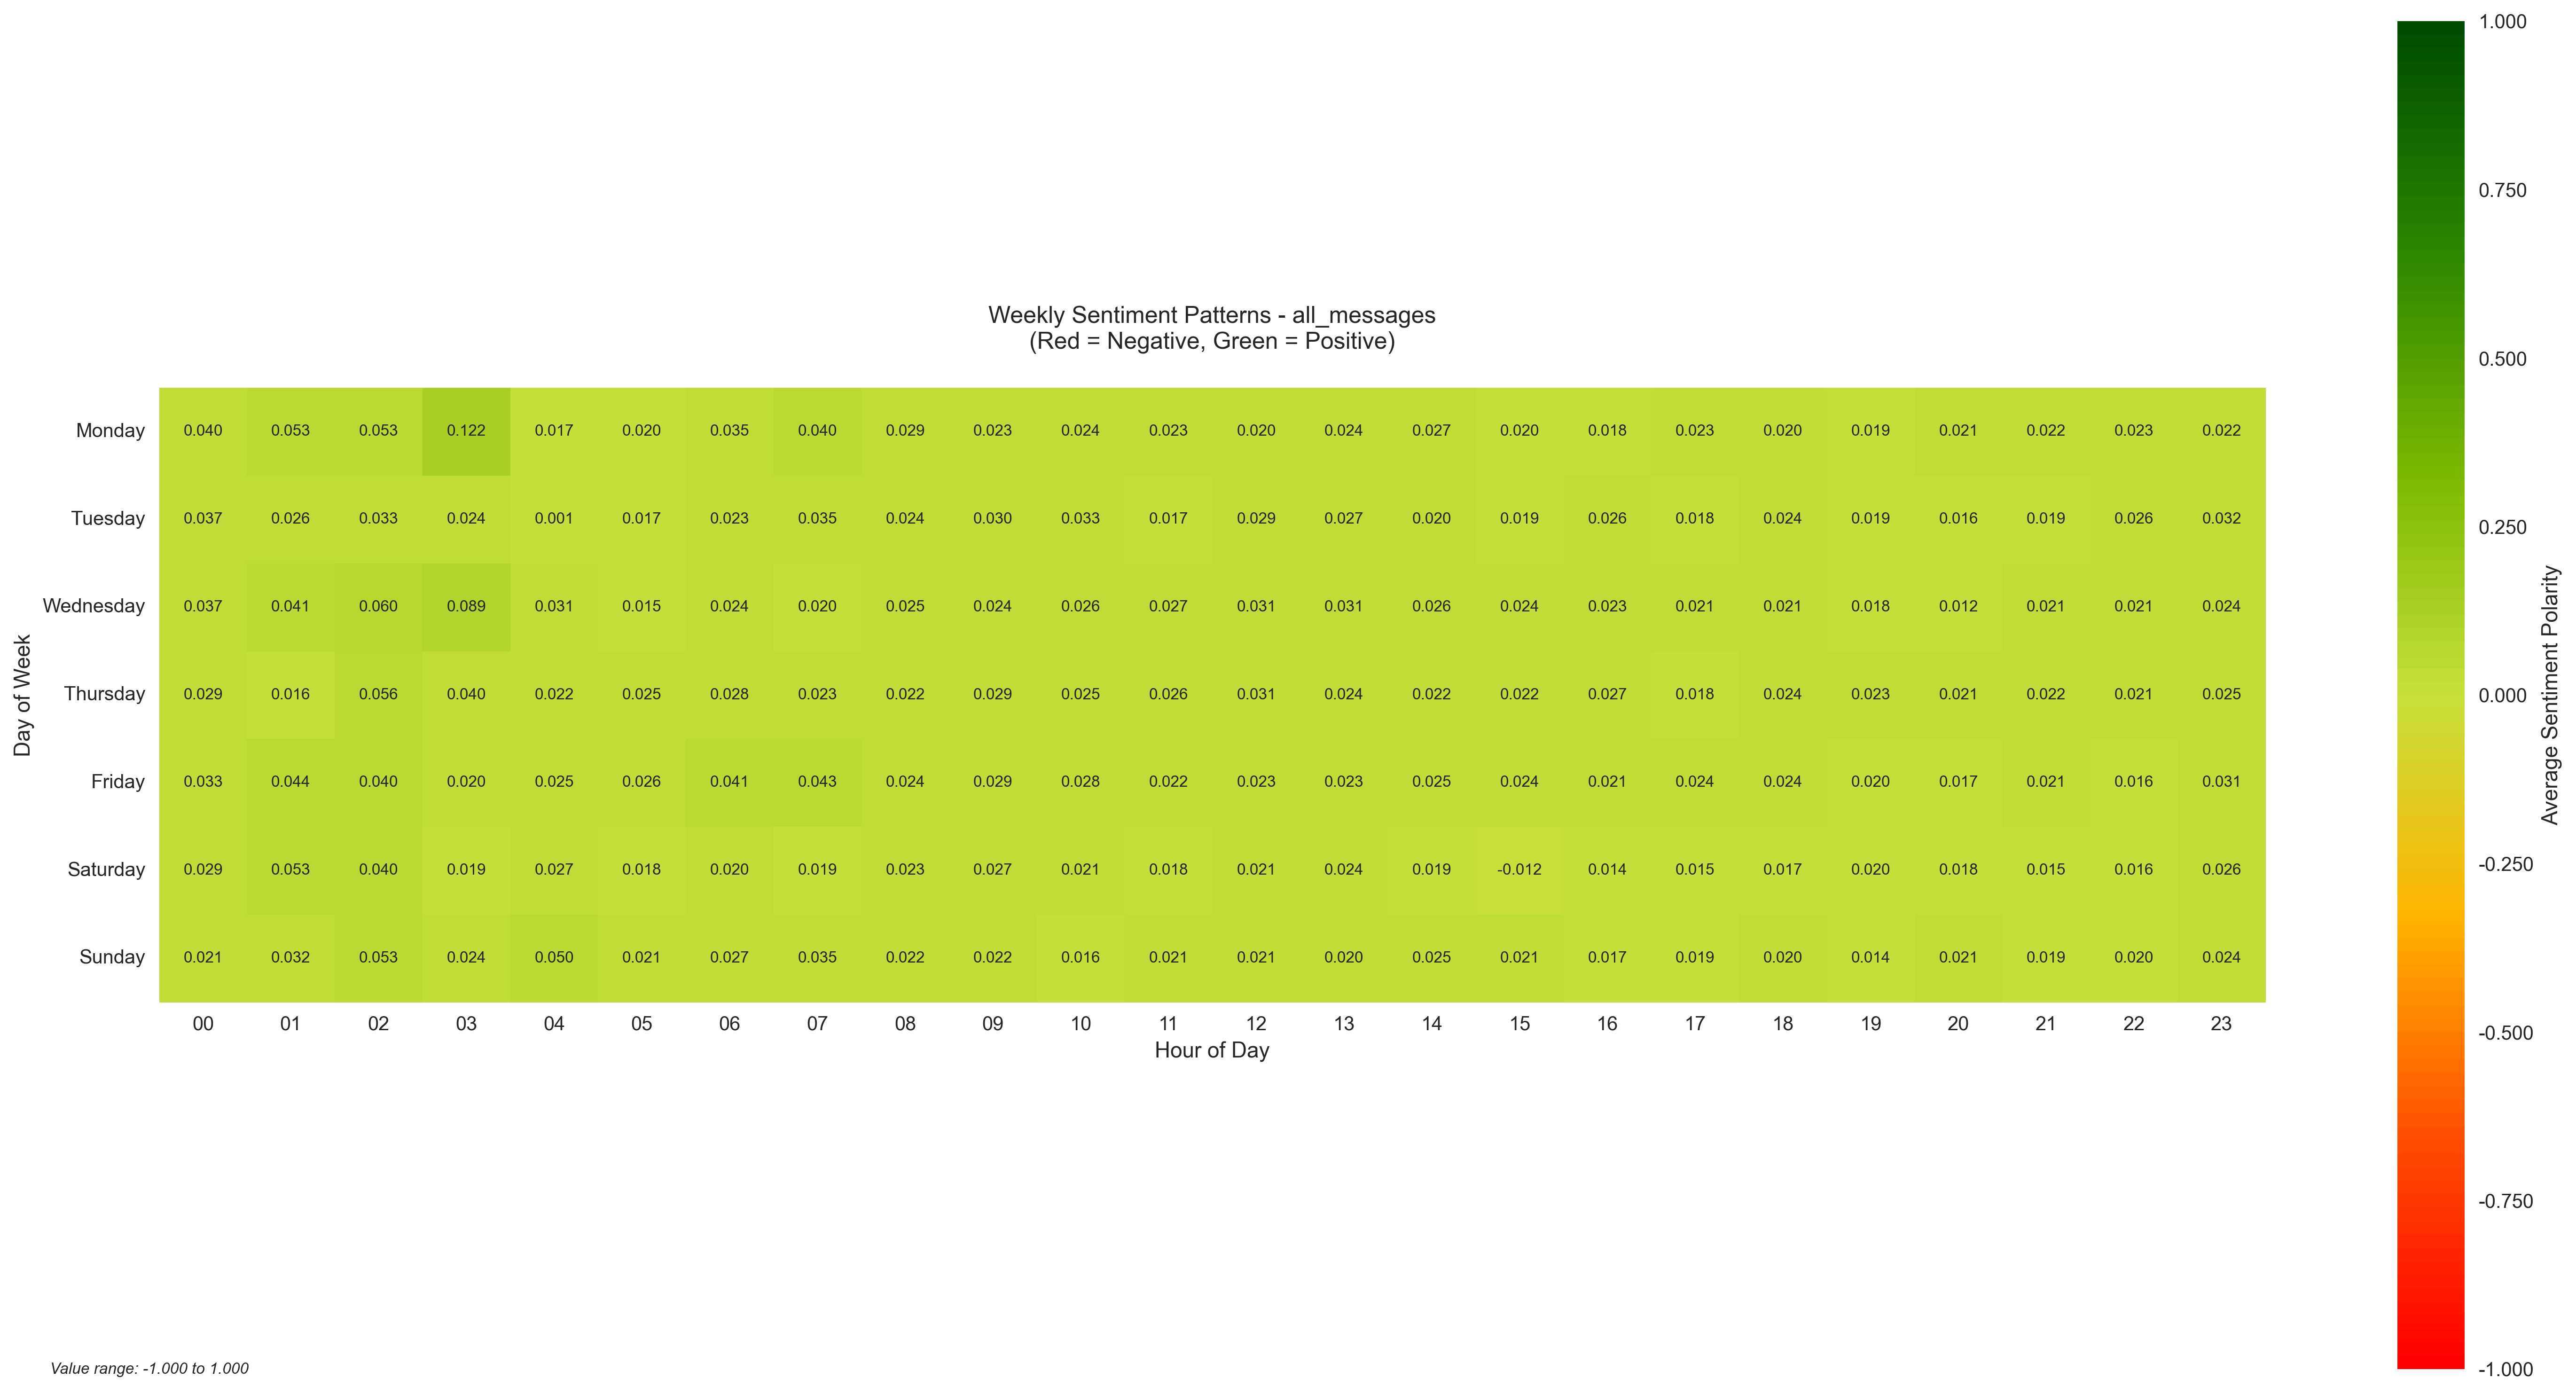 Weekly Sentiment Patterns - all_messages
(Red = Negative, Green = Positive)
Monday 0.040 0.053 0.053 0.122 0.017 0.020 0.035 0.040 0.029 0.023 0.024 0.023 0.020 0.024 0.027 0.020 0.018 0.023 0.020 0.019 0.021 0.022 0.023 0.022
Tuesday 0.037 0.026 0.033 0.024 0.001 0.017 0.023 0.035 0.024 0.030 0.033 0.017 0.029 0.027 0.020 0.019 0.026 0.018 0.024 0.019 0.016 0.019 0.026 0.032
Wednesday 0.037 0.041 0.060 0.089 0.031 0.015 0.024 0.020 0.025 0.024 0.026 0.027 0.031 0.031 0.026 0.024 0.023 0.021 0.021 0.018 0.012 0.021 0.021 0.024
Thursday 0.029 0.016 0.056 0.040 0.022 0.025 0.028 0.023 0.022 0.029 0.025 0.026 0.031 0.024 0.022 0.022 0.027 0.018 0.024 0.023 0.021 0.022 0.021 0.025
Friday 0.033 0.044 0.040 0.020 0.025 0.026 0.041 0.043 0.024 0.029 0.028 0.022 0.023 0.023 0.025 0.024 0.021 0.024 0.024 0.020 0.017 0.021 0.016 0.031
Saturday 0.029 0.053 0.040 0.019 0.027 0.018 0.020 0.019 0.023 0.027 0.021 0.018 0.021 0.024 0.019 -0.012 0.014 0.015 0.017 0.020 0.018 0.015 0.016 0.026
Sunday 0.021 0.032 0.053 0.024 0.050 0.021 0.027 0.035 0.022 0.022 0.016 0.021 0.021 0.020 0.025 0.021 0.017 0.019 0.020 0.014 0.021 0.019 0.020 0.024
00 01 02 03 04 05 06 07 08 09 10 11 12 13 14 15 16 17 18 19 20 21 22 23
Hour of Day
Day of Week
1.000
0.750
0.500
0.250
0.000
-0.250
-0.500
-0.750
-1.000
Average Sentiment Polarity
Value range: -1.000 to 1.000